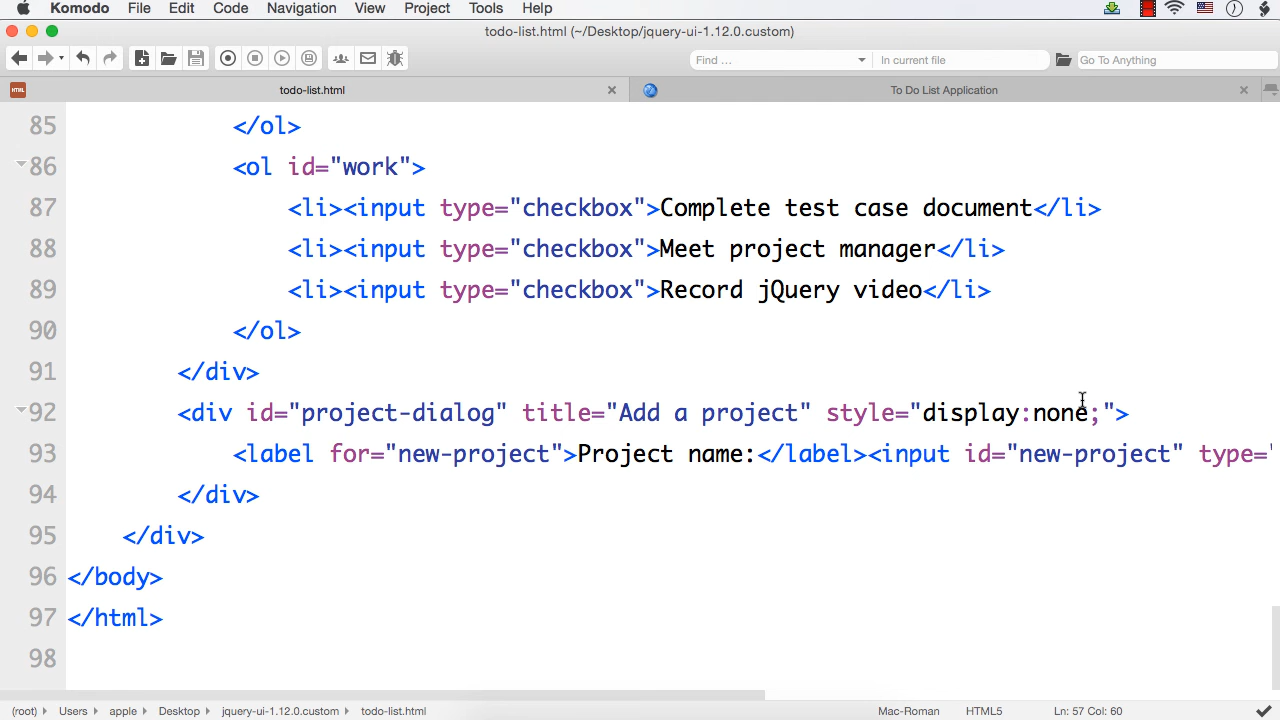 Komodo File Edit Code Navigation View Project Tools Help
todo-list.html (~/Desktop/jquery-ui-1.12.0.custom)
Find ... In current file Go To Anything
HTML todo-list.html To Do List Application
85 </ol>
86 <ol id="work">
87 <li><input type="checkbox">Complete test case document</li>
88 <li><input type="checkbox">Meet project manager</li>
89 <li><input type="checkbox">Record jQuery video</li>
90 </ol>
91 </div>
92 <div id="project-dialog" title="Add a project" style="display:none;">
93 <label for="new-project">Project name:</label><input id="new-project" type="
94 </div>
95 </div>
96 </body>
97 </html>
98
(root) Users apple Desktop jquery-ui-1.12.0.custom todo-list.html Mac-Roman HTML5 Ln: 57 Col: 60